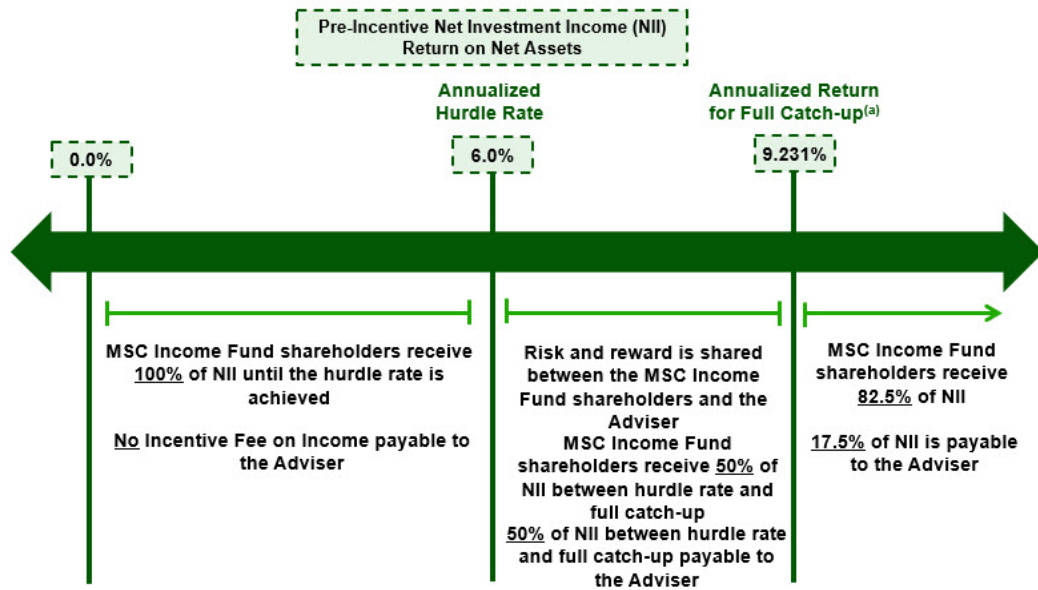 Pre-Incentive Net Investment Income (NII)
Return on Net Assets
Annualized
Hurdle Rate
Annualized Return
for Full Catch-up(a)
0.0%
6.0%
9.231%
MSC Income Fund shareholders receive
100% of NII until the hurdle rate is
achieved
No Incentive Fee on Income payable to
the Adviser
Risk and reward is shared
between the MSC Income
Fund shareholders and the
Adviser
MSC Income Fund
shareholders receive 50% of
NII between hurdle rate and
full catch-up
50% of NII between hurdle rate
and full catch-up payable to
the Adviser
MSC Income Fund
shareholders receive
82.5% of NII
17.5% of NII is payable
to the Adviser